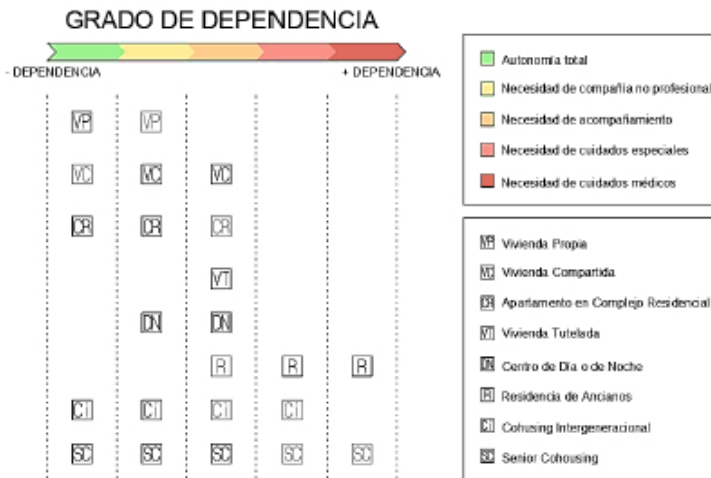 GRADO DE DEPENDENCIA
- DEPENDENCIA
+ DEPENDENCIA
VP VP
VC VC VC
CR CR CR
VT
DN DN
R R R
CI CI CI CI
SC SC SC SC SC
Autonomía total
Necesidad de compañía no profesional
Necesidad de acompañamiento
Necesidad de cuidados especiales
Necesidad de cuidados médicos
VP Vivienda Propia
VC Vivienda Compartida
CR Apartamento en Complejo Residencial
VT Vivienda Tutelada
DN Centro de Día o de Noche
R Residencia de Ancianos
CI Cohusing Intergeneracional
SC Senior Cohousing